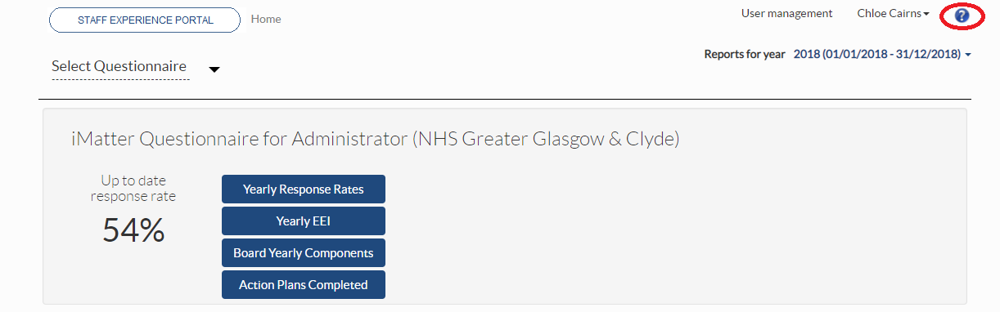 STAFF EXPERIENCE PORTAL Home User management Chloe Cairns ?
Select Questionnaire
Reports for year 2018 (01/01/2018 - 31/12/2018)
iMatter Questionnaire for Administrator (NHS Greater Glasgow & Clyde)
Up to date
response rate
54%
Yearly Response Rates
Yearly EEI
Board Yearly Components
Action Plans Completed